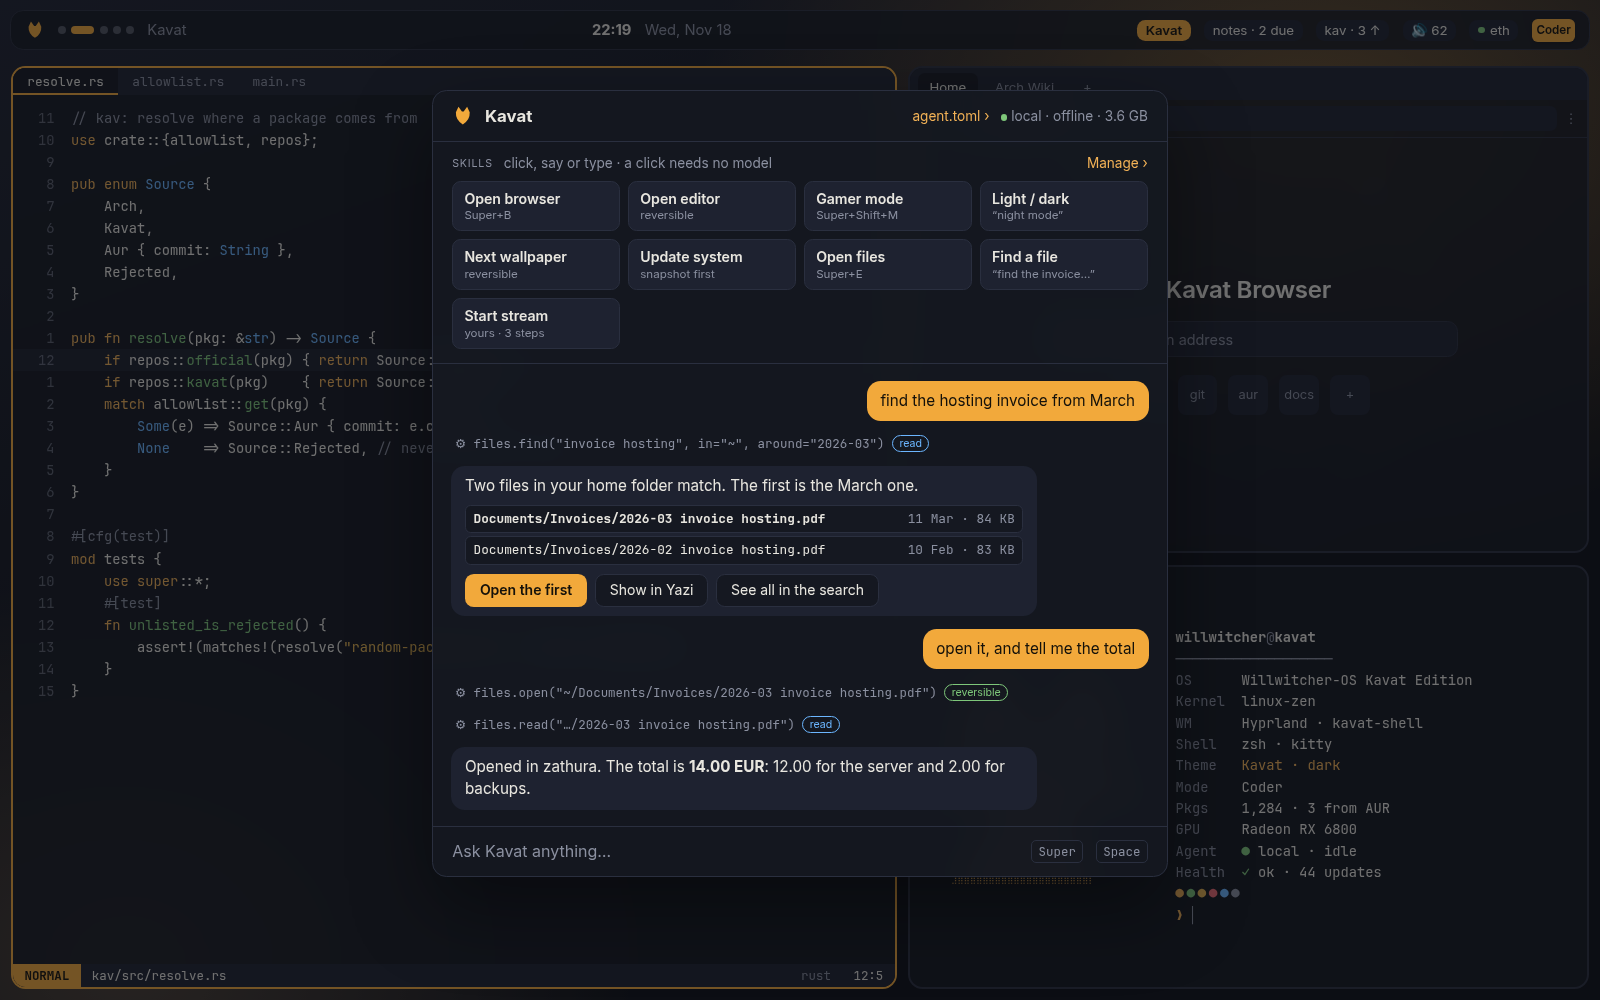 Kavat
22:19 Wed, Nov 18
Kavat
notes · 2 due
kav · 3 ↑
62
eth
Coder
resolve.rs allowlist.rs main.rs
11 // kav: resolve where a package comes from
10 use crate::{allowlist, repos};
9
8 pub enum Source {
7 Arch,
6 Kavat,
5 Aur { commit: String },
4 Rejected,
3 }
2
1 pub fn resolve(pkg: &str) -> Source {
12 if repos::official(pkg) { return Source:
1 if repos::kavat(pkg) { return Source:
2 match allowlist::get(pkg) {
3 Some(e) => Source::Aur { commit: e.c
4 None => Source::Rejected, // neve
5 }
6 }
7
8 #[cfg(test)]
9 mod tests {
10 use super::*;
11 #[test]
12 fn unlisted_is_rejected() {
13 assert!(matches!(resolve("random-pac
14 }
15 }
NORMAL kav/src/resolve.rs rust 12:5
Kavat
agent.toml › local · offline · 3.6 GB
SKILLS click, say or type · a click needs no model Manage ›
Open browser
Super+B
Open editor
reversible
Gamer mode
Super+Shift+M
Light / dark
“night mode”
Next wallpaper
reversible
Update system
snapshot first
Open files
Super+E
Find a file
“find the invoice…”
Start stream
yours · 3 steps
find the hosting invoice from March
files.find("invoice hosting", in="~", around="2026-03") read
Two files in your home folder match. The first is the March one.
Documents/Invoices/2026-03 invoice hosting.pdf 11 Mar · 84 KB
Documents/Invoices/2026-02 invoice hosting.pdf 10 Feb · 83 KB
Open the first Show in Yazi See all in the search
open it, and tell me the total
files.open("~/Documents/Invoices/2026-03 invoice hosting.pdf") reversible
files.read("…/2026-03 invoice hosting.pdf") read
Opened in zathura. The total is 14.00 EUR: 12.00 for the server and 2.00 for
backups.
Ask Kavat anything... Super Space
Home Arch Wiki +
Kavat Browser
address
git aur docs +
willwitcher@kavat
OS Willwitcher-OS Kavat Edition
Kernel linux-zen
WM Hyprland · kavat-shell
Shell zsh · kitty
Theme Kavat · dark
Mode Coder
Pkgs 1,284 · 3 from AUR
GPU Radeon RX 6800
Agent ● local · idle
Health ✓ ok · 44 updates
❯